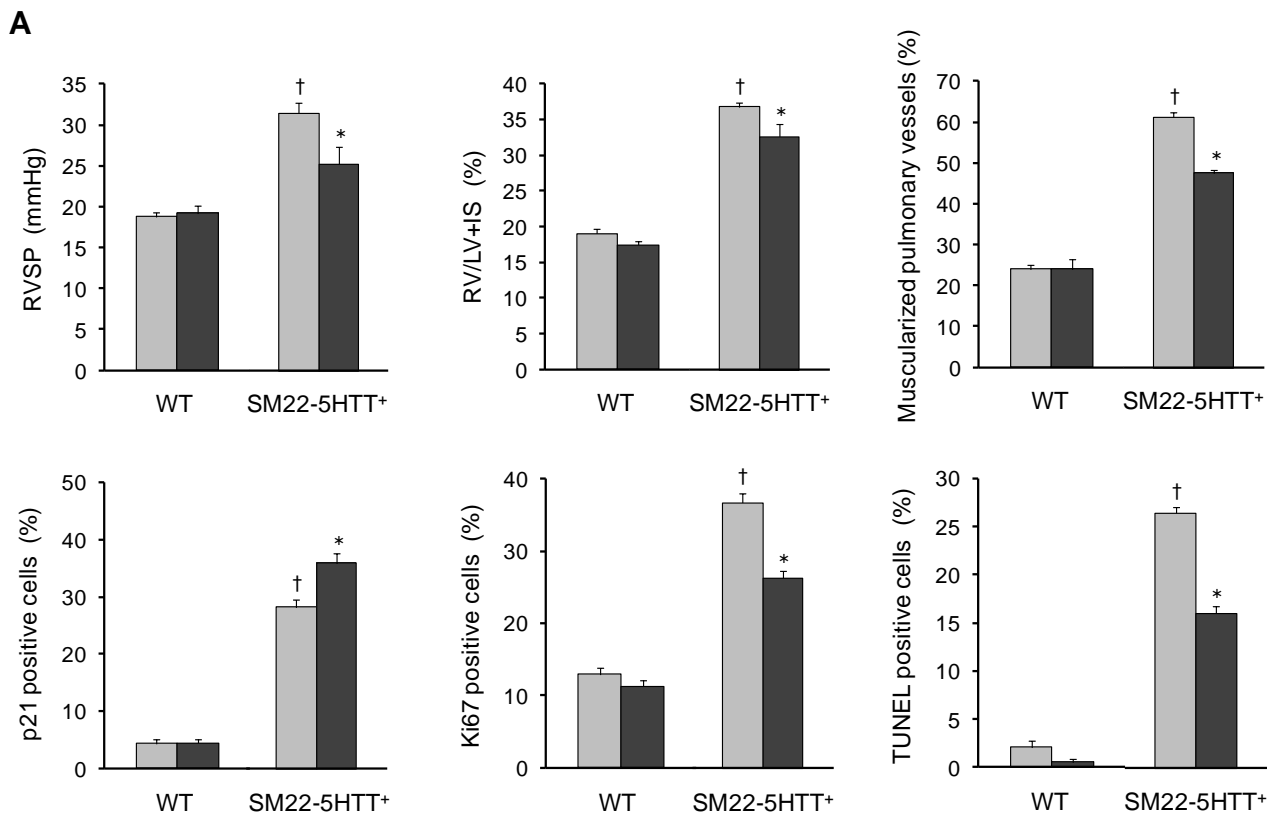 A
RVSP (mmHg)
35
30
25
20
15
10
5
0
†
*
WT
SM22-5HTT⁺
RV/LV+IS (%)
40
35
30
25
20
15
10
5
0
†
*
WT
SM22-5HTT⁺
Muscularized pulmonary vessels (%)
70
60
50
40
30
20
10
0
†
*
WT
SM22-5HTT⁺
p21 positive cells (%)
50
40
30
20
10
0
†
*
WT
SM22-5HTT⁺
Ki67 positive cells (%)
40
30
20
10
0
†
*
WT
SM22-5HTT⁺
TUNEL positive cells (%)
30
25
20
15
10
5
0
†
*
WT
SM22-5HTT⁺